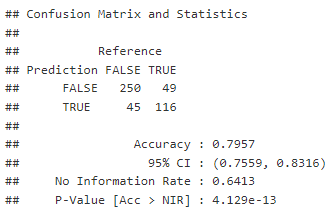 ## Confusion Matrix and Statistics
##
##           Reference
## Prediction FALSE TRUE
##      FALSE   250   49
##      TRUE     45  116
##
##                Accuracy : 0.7957
##                  95% CI : (0.7559, 0.8316)
##     No Information Rate : 0.6413
##     P-Value [Acc > NIR] : 4.129e-13